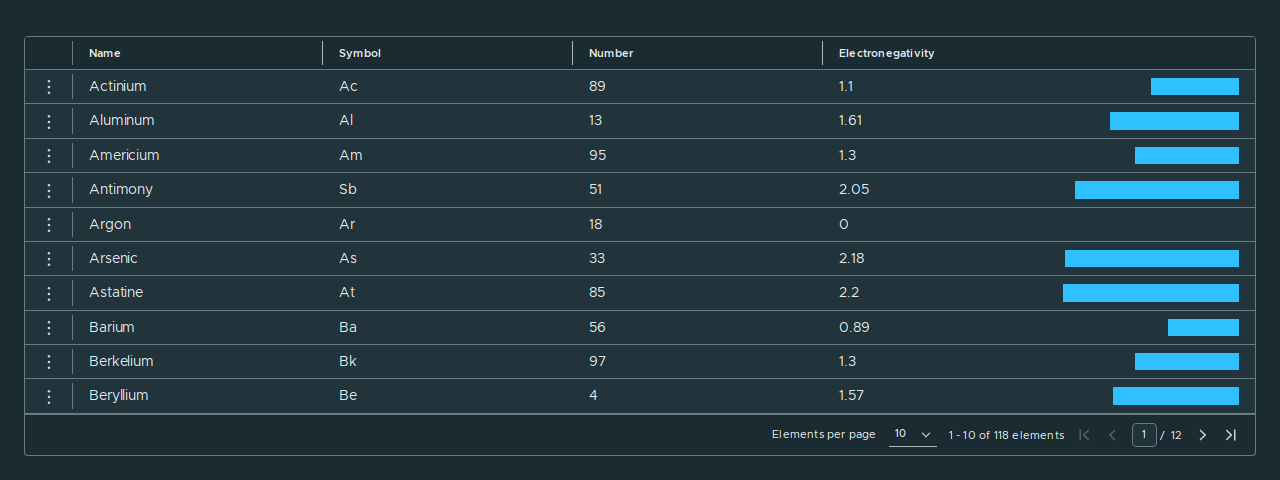 Name Symbol Number Electronegativity
Actinium Ac 89 1.1
Aluminum Al 13 1.61
Americium Am 95 1.3
Antimony Sb 51 2.05
Argon Ar 18 0
Arsenic As 33 2.18
Astatine At 85 2.2
Barium Ba 56 0.89
Berkelium Bk 97 1.3
Beryllium Be 4 1.57
Elements per page 10 1 - 10 of 118 elements 1 / 12